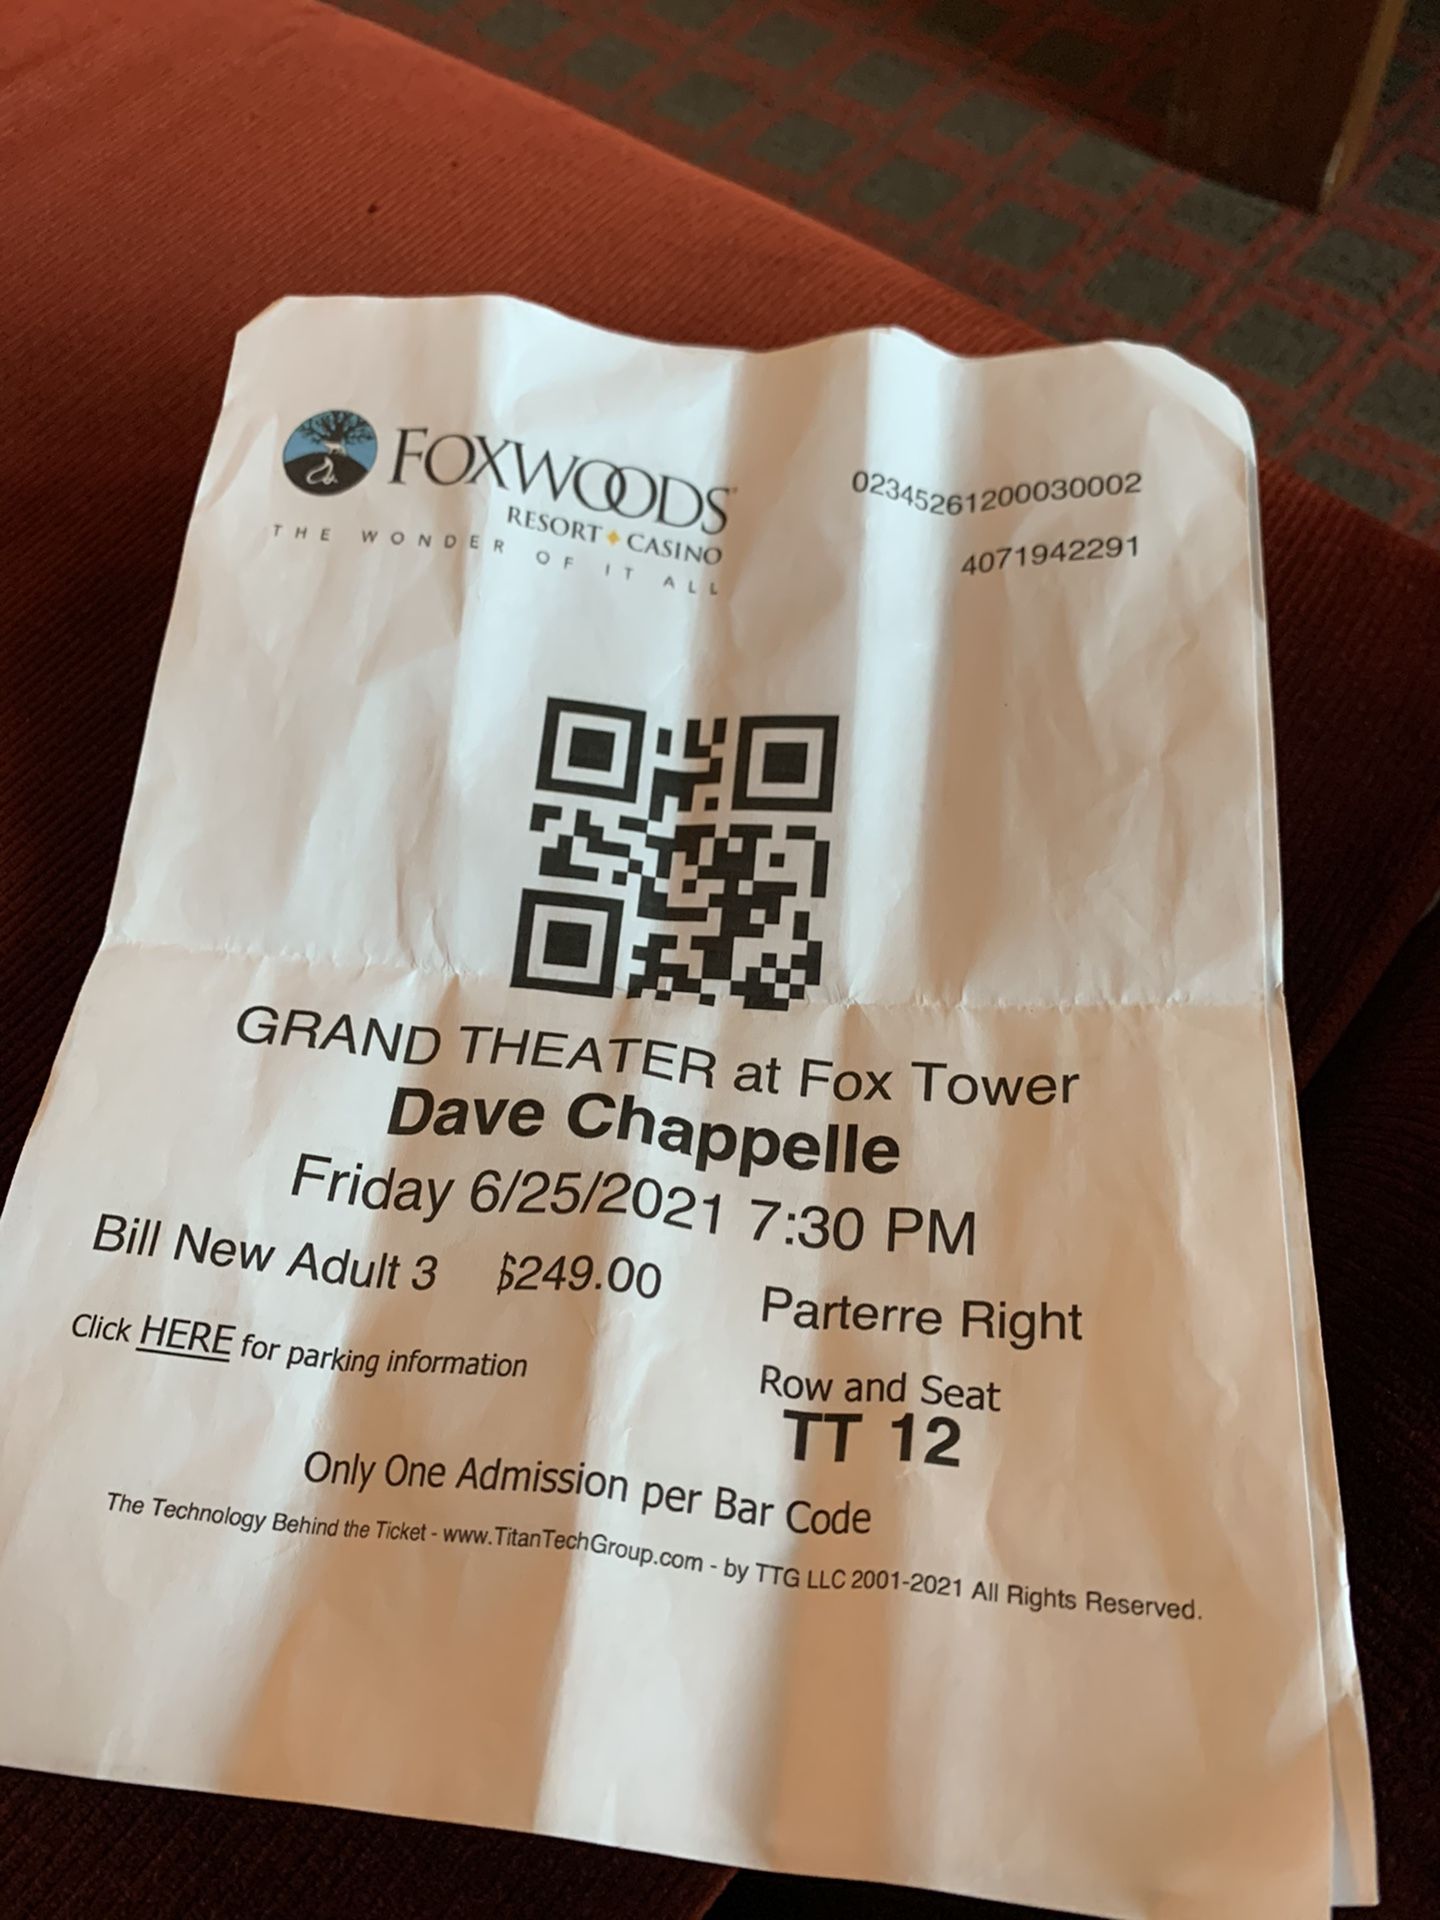 FOXWOODS
RESORT CASINO
THE WONDER OF IT ALL
02345261200030002
4071942291
GRAND THEATER at Fox Tower
Dave Chappelle
Friday 6/25/2021 7:30 PM
Bill New Adult 3 $249.00
Parterre Right
Click HERE for parking information
Row and Seat
TT 12
Only One Admission per Bar Code
The Technology Behind the Ticket - www.TitanTechGroup.com - by TTG LLC 2001-2021 All Rights Reserved.